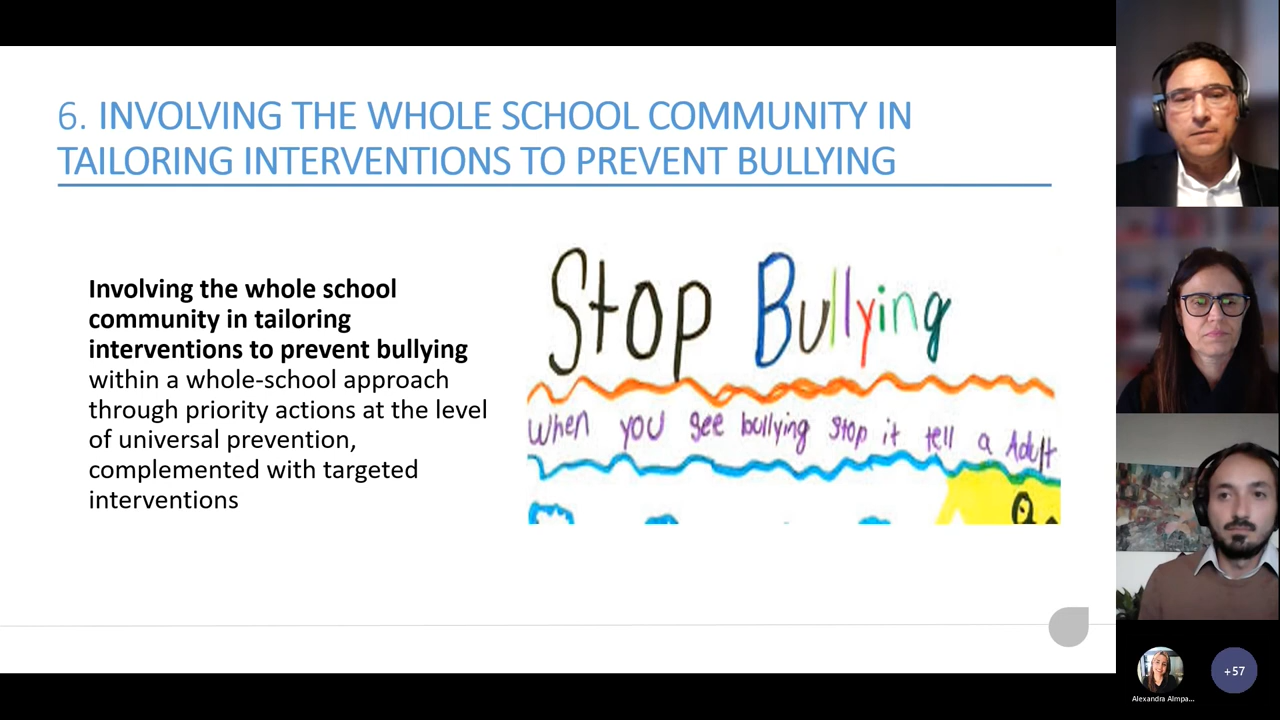 6. INVOLVING THE WHOLE SCHOOL COMMUNITY IN
TAILORING INTERVENTIONS TO PREVENT BULLYING
Involving the whole school
community in tailoring
interventions to prevent bullying
within a whole-school approach
through priority actions at the level
of universal prevention,
complemented with targeted
interventions
Stop Bullying
When you see bullying stop it tell a Adult
Alexandra Almpa...
+57